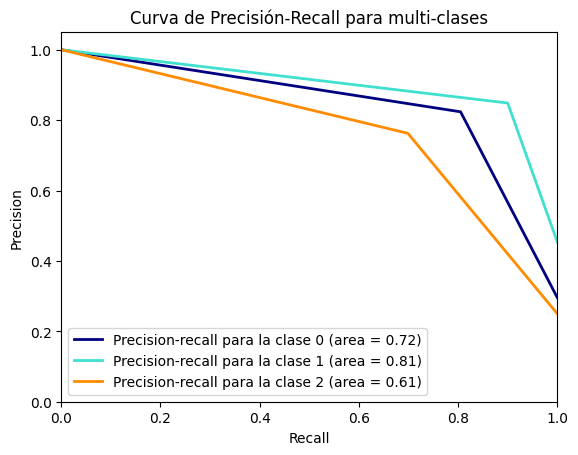 Curva de Precisión-Recall para multi-clases
1.0
0.8
0.6
0.4
0.2
0.0
Precision
Precision-recall para la clase 0 (area = 0.72)
Precision-recall para la clase 1 (area = 0.81)
Precision-recall para la clase 2 (area = 0.61)
0.0 0.2 0.4 0.6 0.8 1.0
Recall